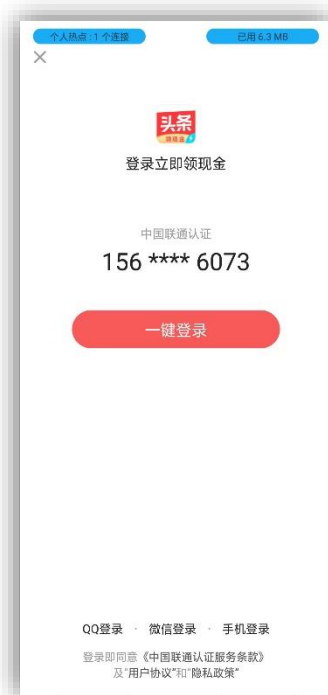 个人热点 : 1 个连接
已用 6.3 MB
头条
领现金
登录立即领现金
中国联通认证
156 **** 6073
一键登录
QQ登录 · 微信登录 · 手机登录
登录即同意《中国联通认证服务条款》
及"用户协议"和"隐私政策"